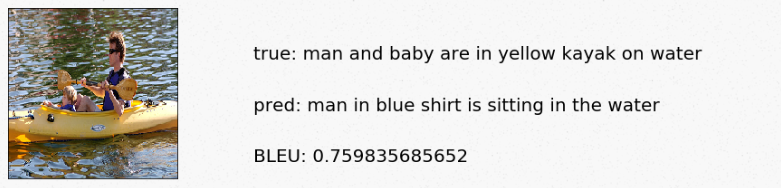 true: man and baby are in yellow kayak on water
pred: man in blue shirt is sitting in the water
BLEU: 0.759835685652